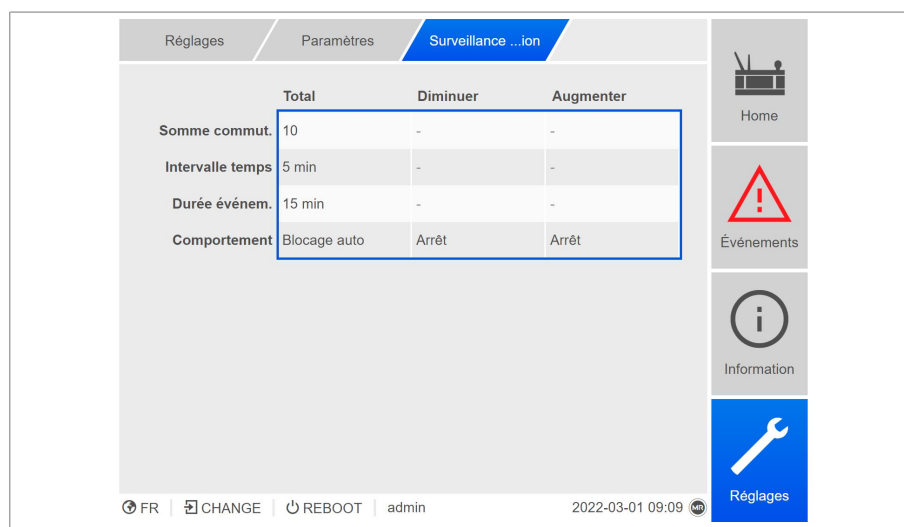 Réglages Paramètres Surveillance ...ion
Total Diminuer Augmenter
Somme commut. 10 - -
Intervalle temps 5 min - -
Durée événem. 15 min - -
Comportement Blocage auto Arrêt Arrêt
Home
Événements
Information
Réglages
FR CHANGE REBOOT admin 2022-03-01 09:09 MR